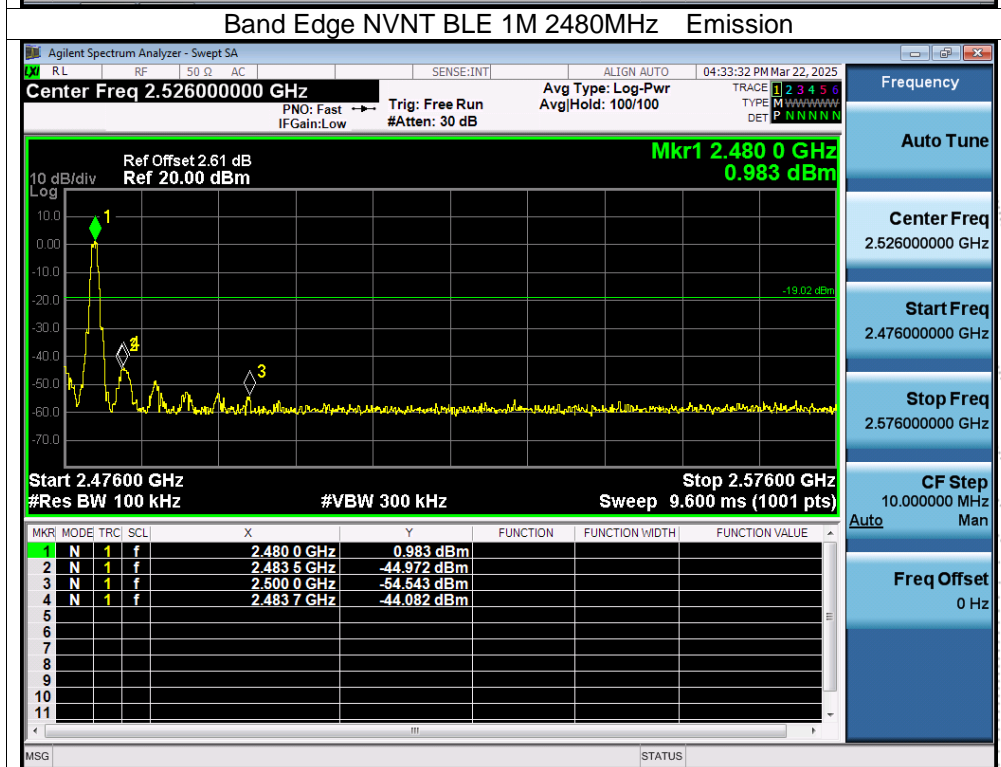 Band Edge NVNT BLE 1M 2480MHz Emission
Agilent Spectrum Analyzer - Swept SA
LXI RL RF 50 Ω AC SENSE:INT ALIGN AUTO 04:33:32 PM Mar 22, 2025
Center Freq 2.526000000 GHz Avg Type: Log-Pwr TRACE 1 2 3 4 5 6
PNO: Fast Trig: Free Run Avg|Hold: 100/100 TYPE M WWWWW
IFGain:Low #Atten: 30 dB DET P N N N N N
Frequency
Auto Tune
Center Freq
2.526000000 GHz
Start Freq
2.476000000 GHz
Stop Freq
2.576000000 GHz
CF Step
10.000000 MHz
Auto Man
Freq Offset
0 Hz
Mkr1 2.480 0 GHz
Ref Offset 2.61 dB
10 dB/div Ref 20.00 dBm 0.983 dBm
Log
10.0
0.00
-10.0
-20.0
-30.0
-40.0
-50.0
-60.0
-70.0
1
3
-19.02 dBm
Start 2.47600 GHz Stop 2.57600 GHz
#Res BW 100 kHz #VBW 300 kHz Sweep 9.600 ms (1001 pts)
MKR MODE TRC SCL X Y FUNCTION FUNCTION WIDTH FUNCTION VALUE
1 N 1 f 2.480 0 GHz 0.983 dBm
2 N 1 f 2.483 5 GHz -44.972 dBm
3 N 1 f 2.500 0 GHz -54.543 dBm
4 N 1 f 2.483 7 GHz -44.082 dBm
5
6
7
8
9
10
11
MSG STATUS